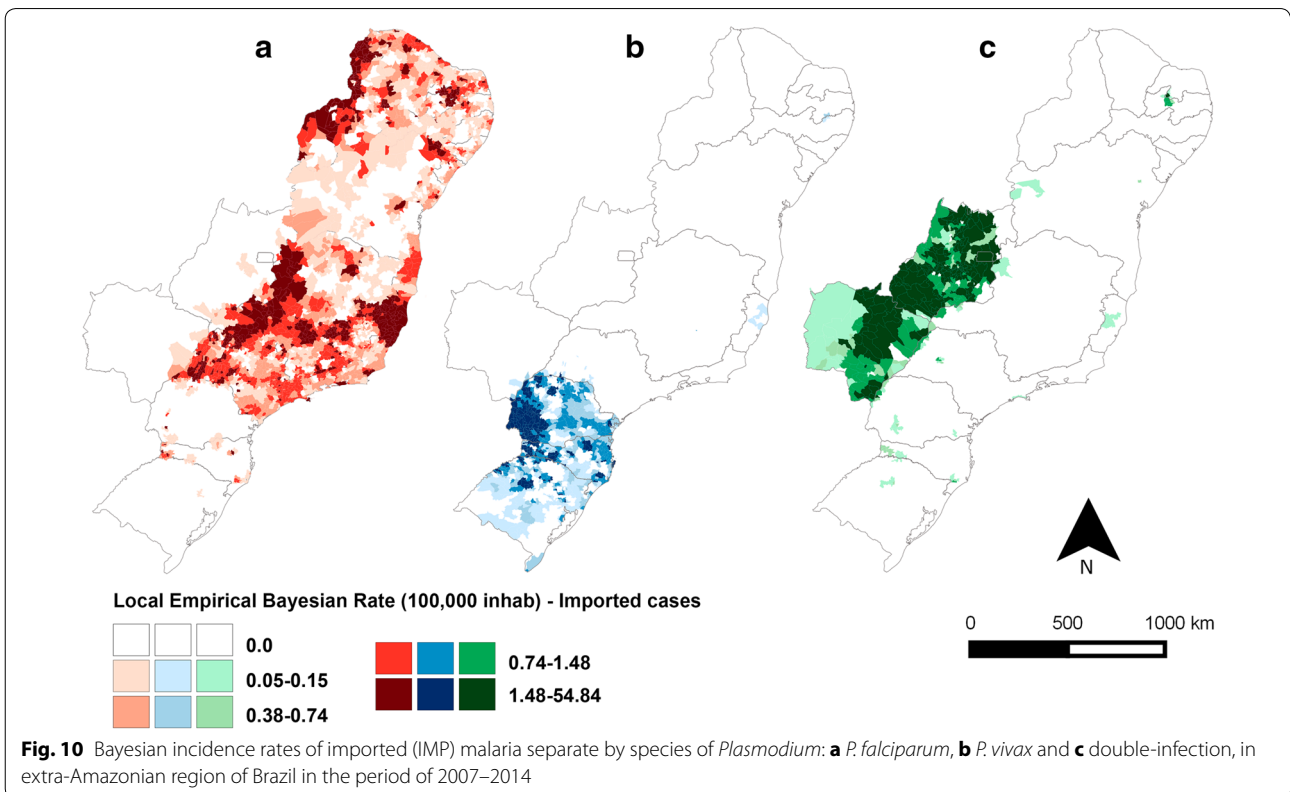 a b c
N
Local Empirical Bayesian Rate (100,000 inhab) - Imported cases
0.0
0.05-0.15
0.38-0.74
0.74-1.48
1.48-54.84
0 500 1000 km
Fig. 10 Bayesian incidence rates of imported (IMP) malaria separate by species of Plasmodium: a P. falciparum, b P. vivax and c double-infection, in
extra-Amazonian region of Brazil in the period of 2007–2014